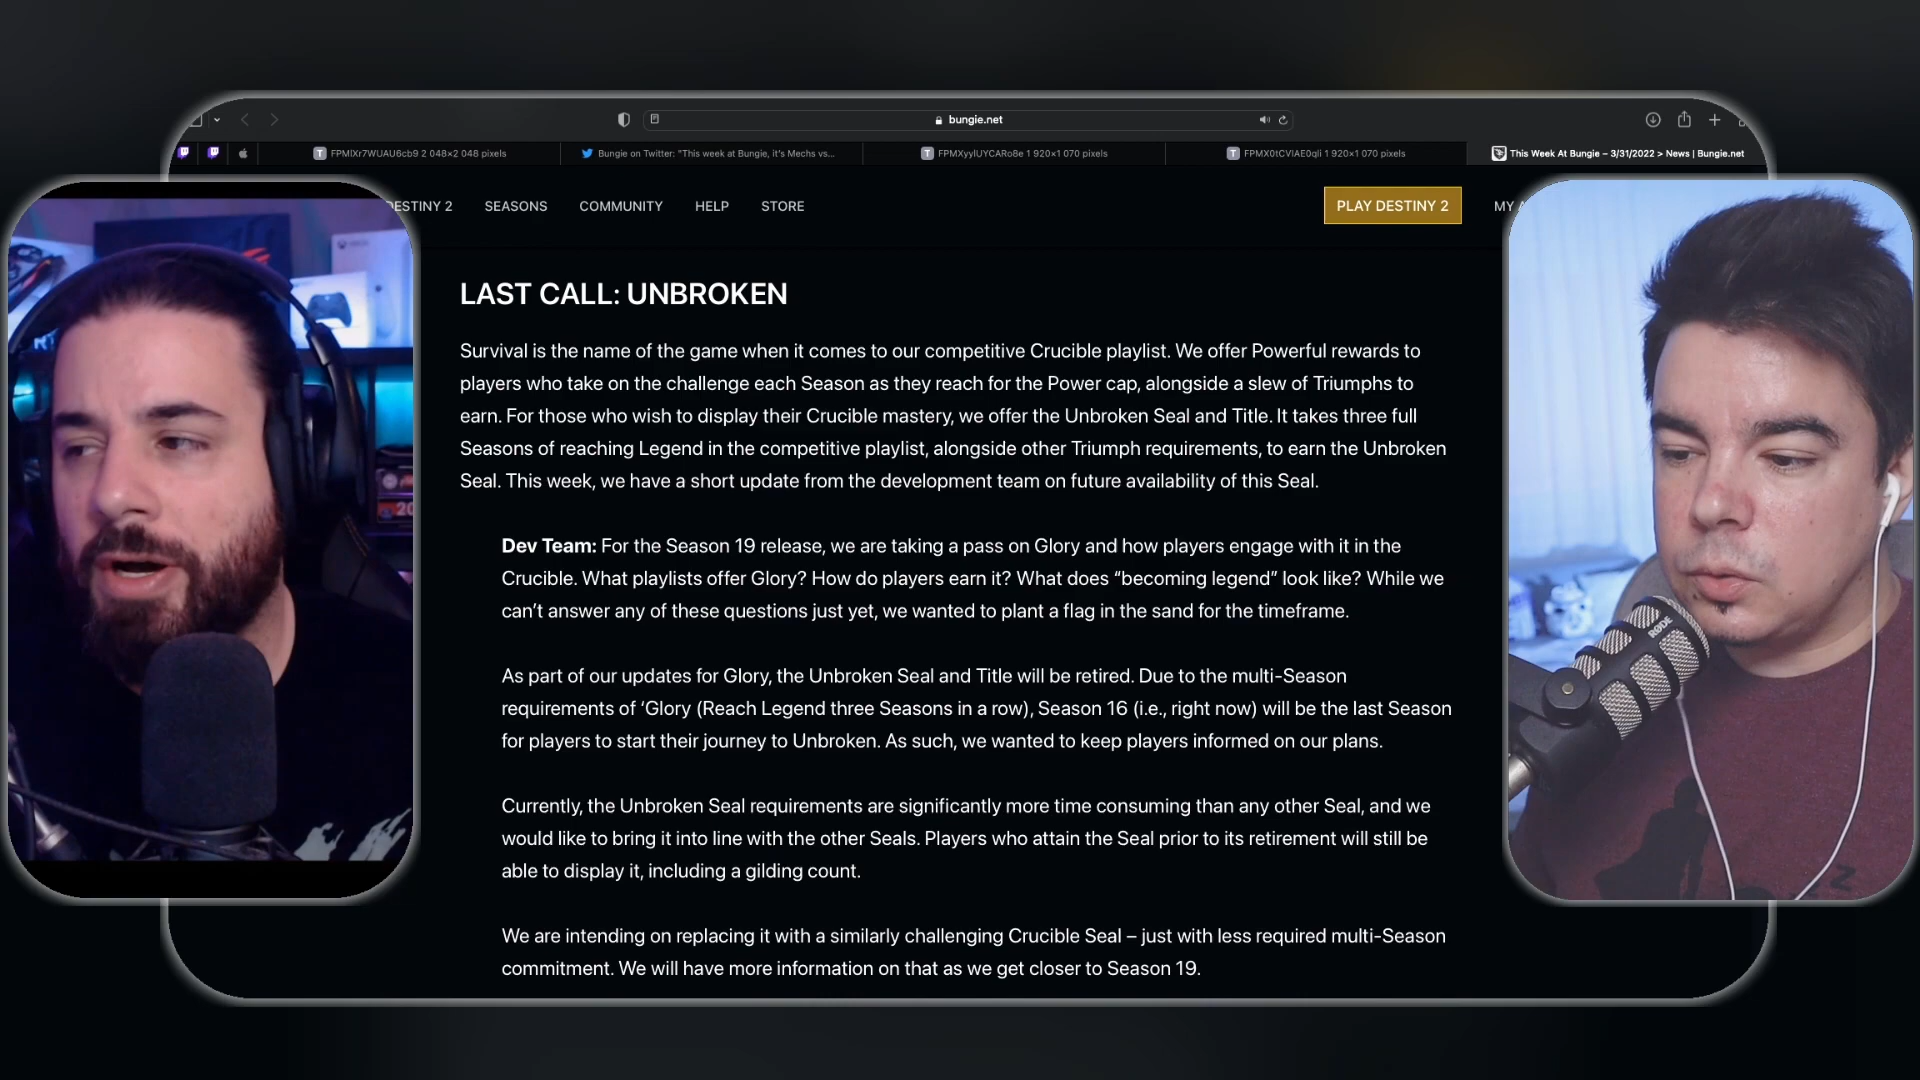 bungie.net
FPMIXr7WUAU6cb9 2 048×2 048 pixels
Bungie on Twitter: "This week at Bungie, it's Mechs vs...
FPMXyyIUYCARo8e 1 920×1 070 pixels
FPMX0tCVIAE0qIi 1 920×1 070 pixels
This Week At Bungie – 3/31/2022 > News | Bungie.net
DESTINY 2 SEASONS COMMUNITY HELP STORE
PLAY DESTINY 2
MY
LAST CALL: UNBROKEN
Survival is the name of the game when it comes to our competitive Crucible playlist. We offer Powerful rewards to
players who take on the challenge each Season as they reach for the Power cap, alongside a slew of Triumphs to
earn. For those who wish to display their Crucible mastery, we offer the Unbroken Seal and Title. It takes three full
Seasons of reaching Legend in the competitive playlist, alongside other Triumph requirements, to earn the Unbroken
Seal. This week, we have a short update from the development team on future availability of this Seal.
Dev Team: For the Season 19 release, we are taking a pass on Glory and how players engage with it in the
Crucible. What playlists offer Glory? How do players earn it? What does “becoming legend” look like? While we
can’t answer any of these questions just yet, we wanted to plant a flag in the sand for the timeframe.
As part of our updates for Glory, the Unbroken Seal and Title will be retired. Due to the multi-Season
requirements of ‘Glory (Reach Legend three Seasons in a row), Season 16 (i.e., right now) will be the last Season
for players to start their journey to Unbroken. As such, we wanted to keep players informed on our plans.
Currently, the Unbroken Seal requirements are significantly more time consuming than any other Seal, and we
would like to bring it into line with the other Seals. Players who attain the Seal prior to its retirement will still be
able to display it, including a gilding count.
We are intending on replacing it with a similarly challenging Crucible Seal – just with less required multi-Season
commitment. We will have more information on that as we get closer to Season 19.
RØDE